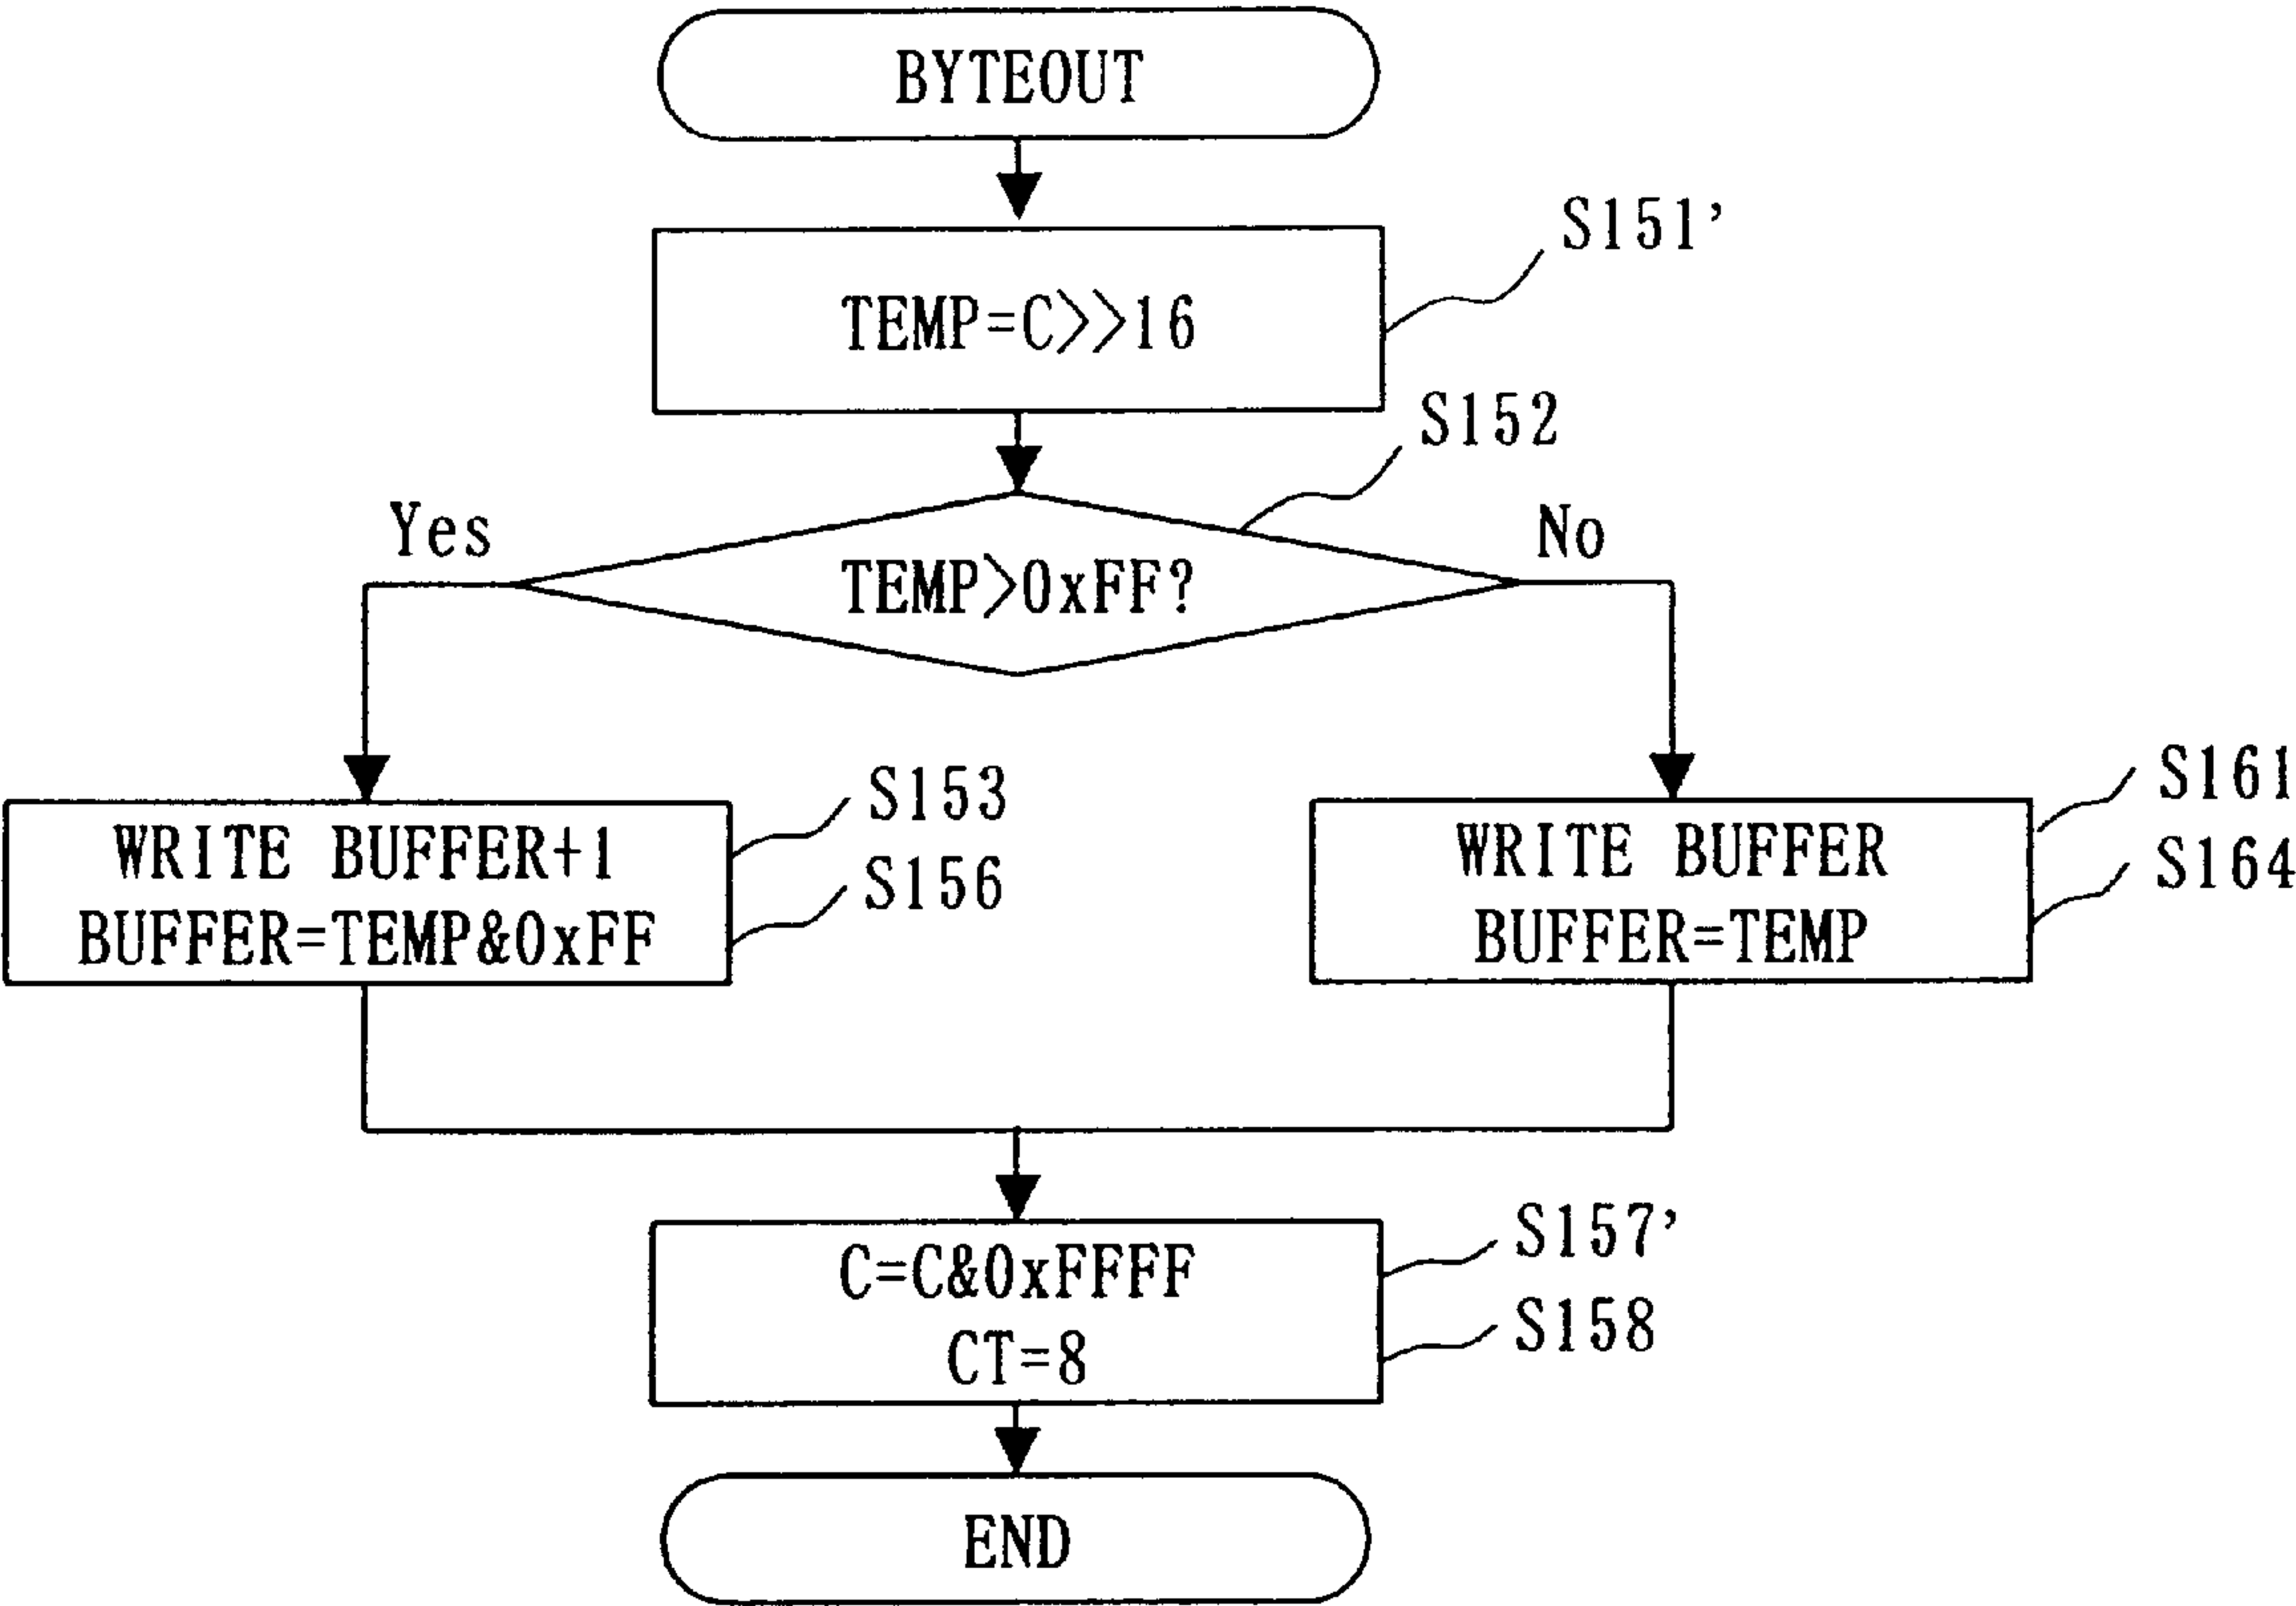 BYTEOUT
S151'
TEMP=C>>16
S152
Yes
No
TEMP>0xFF?
S153
S161
WRITE BUFFER+1
WRITE BUFFER
S156
S164
BUFFER=TEMP&0xFF
BUFFER=TEMP
S157'
C=C&0xFFFF
S158
CT=8
END